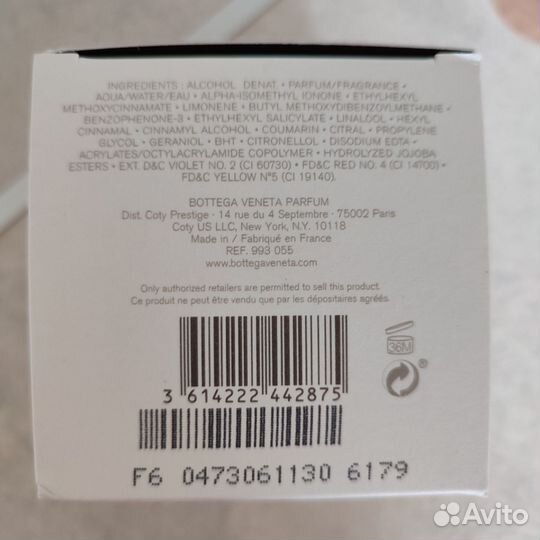 INGREDIENTS : ALCOHOL DENAT • PARFUM/FRAGRANCE •
AQUA/WATER/EAU • ALPHA-ISOMETHYL IONONE • ETHYLHEXYL
METHOXYCINNAMATE • LIMONENE • BUTYL METHOXYDIBENZOYLMETHANE •
BENZOPHENONE-3 • ETHYLHEXYL SALICYLATE • LINALOOL • HEXYL
CINNAMAL • CINNAMYL ALCOHOL • COUMARIN • CITRAL • PROPYLENE
GLYCOL • GERANIOL • BHT • CITRONELLOL • DISODIUM EDTA •
ACRYLATES/OCTYLACRYLAMIDE COPOLYMER • HYDROLYZED JOJOBA
ESTERS • EXT. D&C VIOLET NO. 2 (CI 60730) • FD&C RED NO. 4 (CI 14700) •
FD&C YELLOW N°5 (CI 19140).
BOTTEGA VENETA PARFUM
Dist. Coty Prestige • 14 rue du 4 Septembre • 75002 Paris
Coty US LLC, New York, N.Y. 10118
Made in / Fabriqué en France
REF. 993 055
www.bottegaveneta.com
Only authorized retailers are permitted to sell this product.
Ce produit ne peut être vendu que par les dépositaires agréés.
36M
®
3 614222 442875
F6 0473061130 6179
Avito